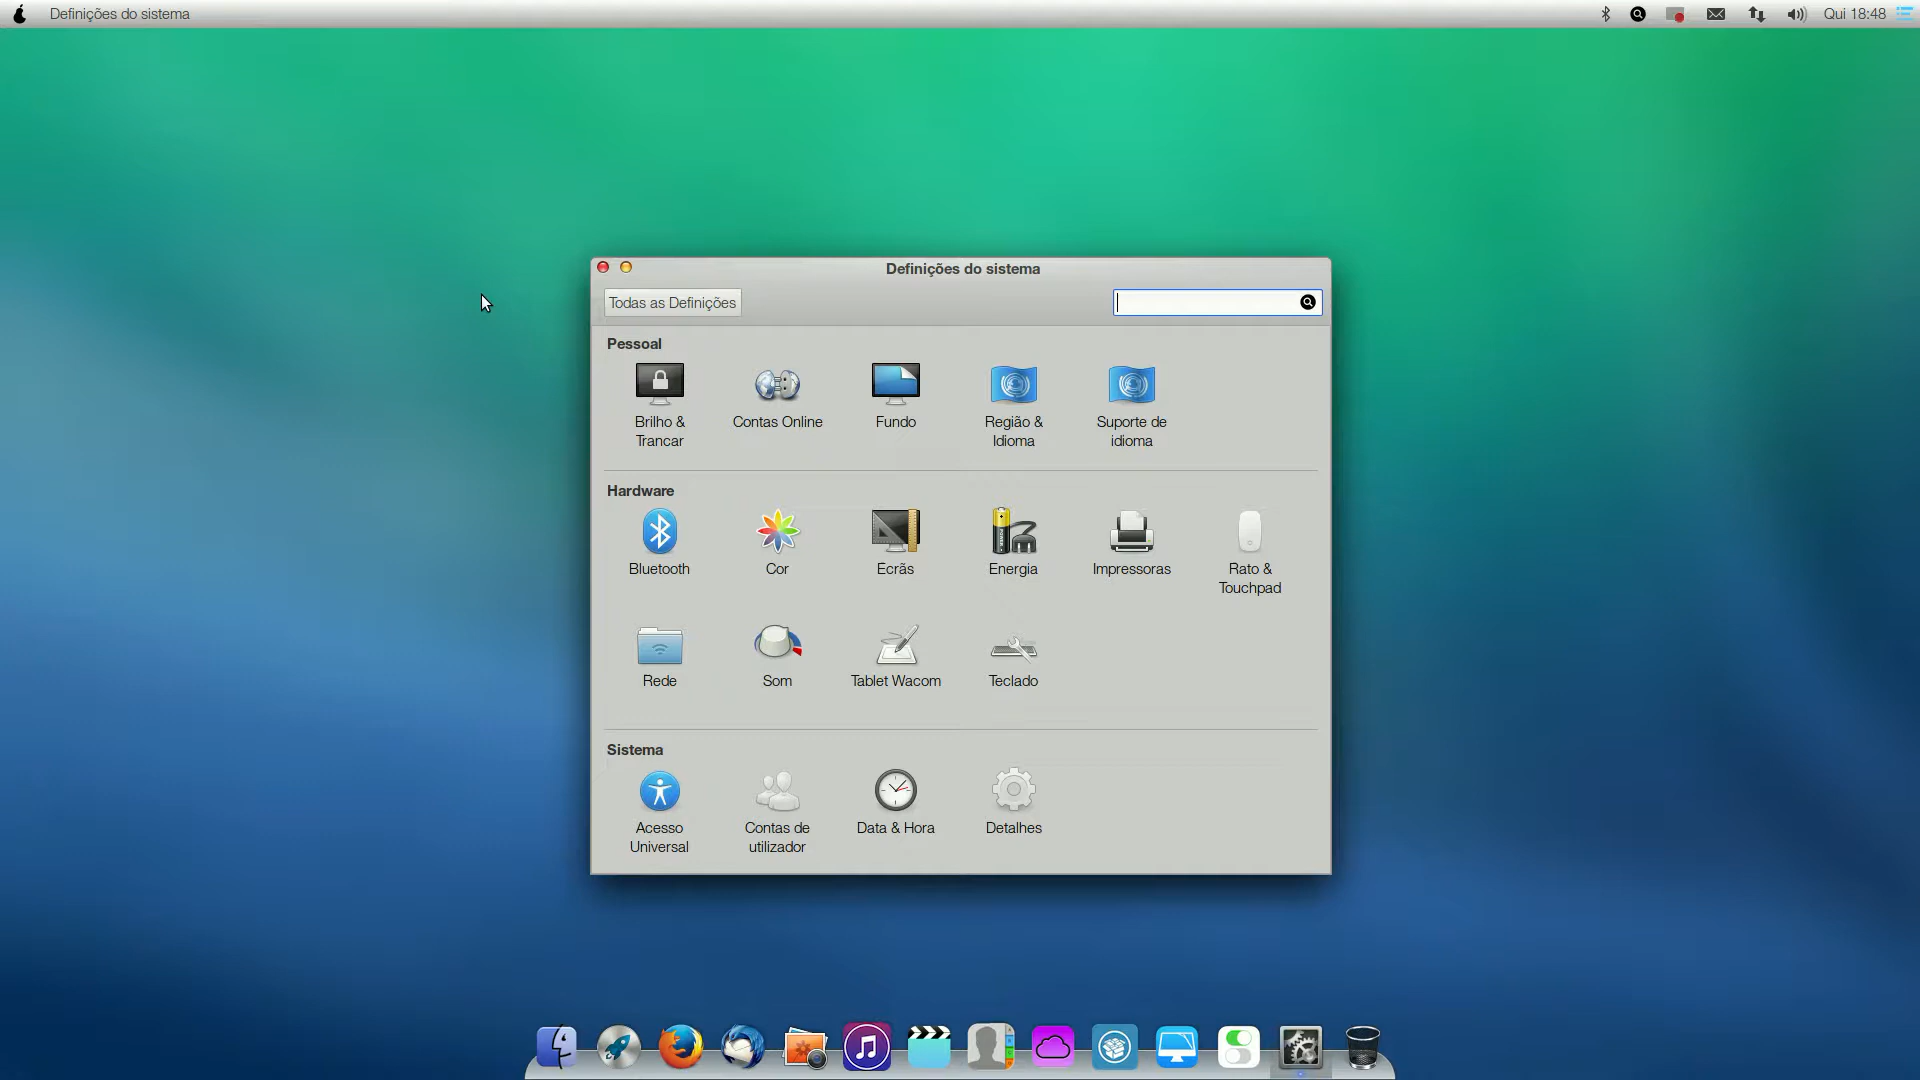 Definições do sistema
Qui 18:48
Definições do sistema
Todas as Definições
Pessoal
Brilho &
Trancar
Contas Online
Fundo
Região &
Idioma
Suporte de
idioma
Hardware
Bluetooth
Cor
Ecrãs
Energia
Impressoras
Rato &
Touchpad
Rede
Som
Tablet Wacom
Teclado
Sistema
Acesso
Universal
Contas de
utilizador
Data & Hora
Detalhes